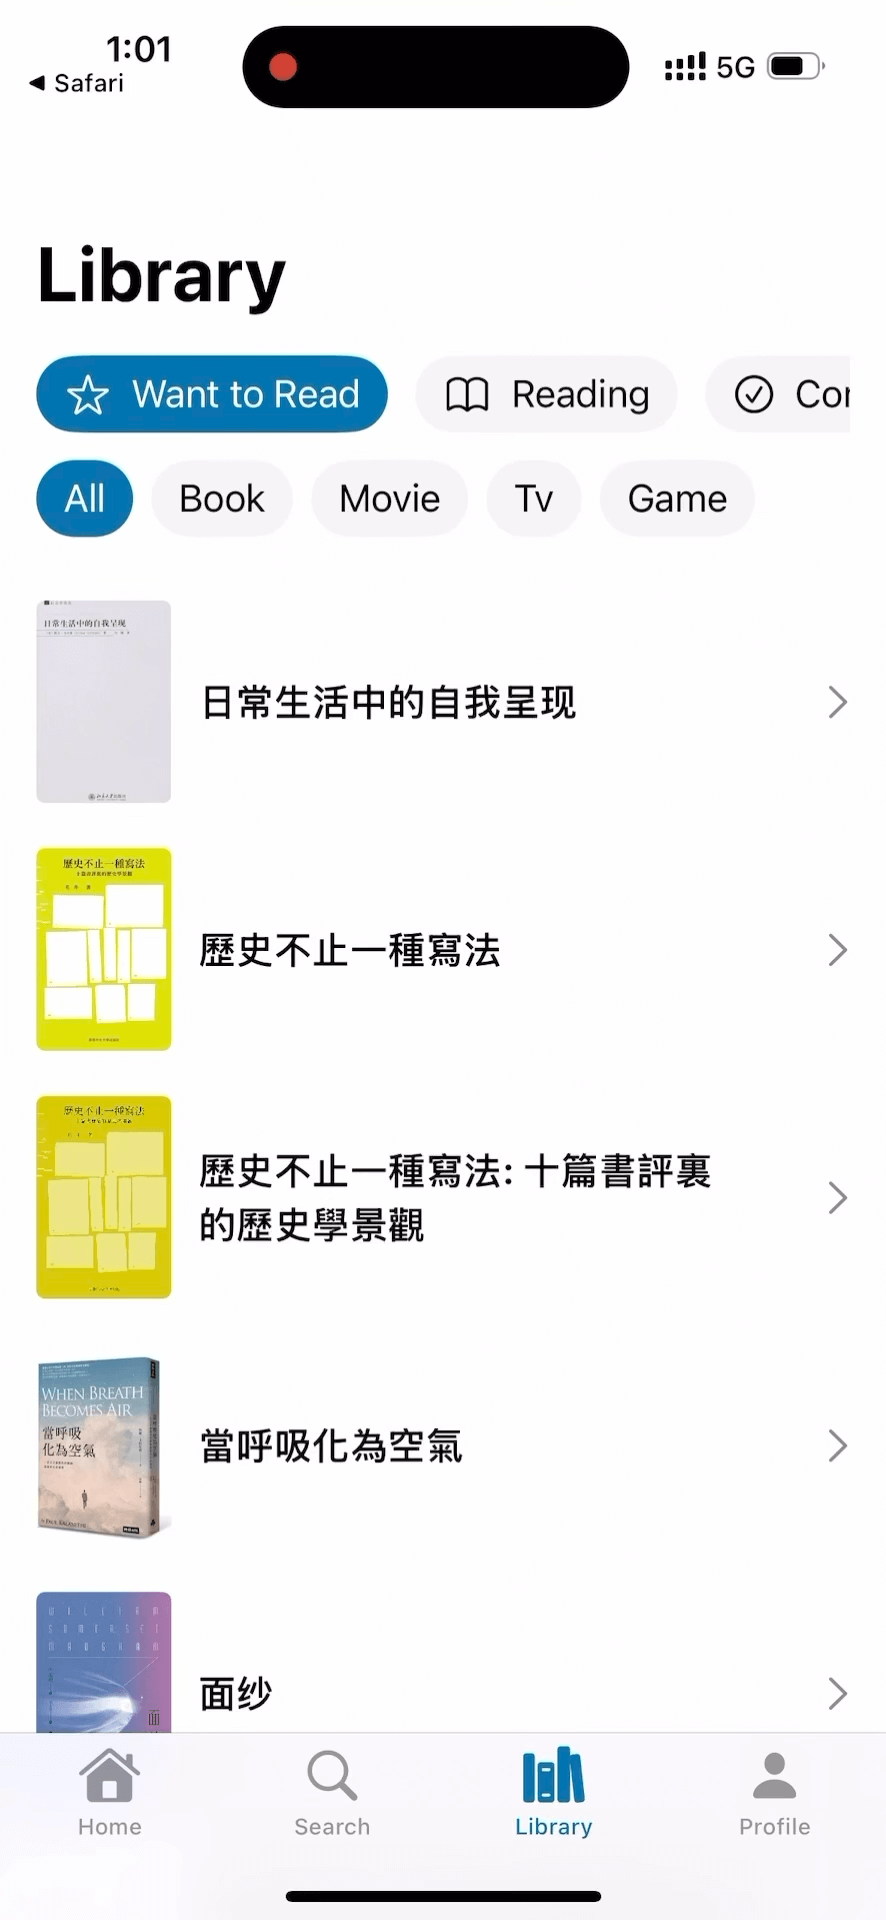 1:01
Safari
5G
Library
Want to Read
Reading
Cor
All
Book
Movie
Tv
Game
日常生活中的自我呈现
日常生活中的自我呈现
歷史不止一種寫法
歷史不止一種寫法
歷史不止一種寫法
歷史不止一種寫法: 十篇書評裏
的歷史學景觀
WHEN BREATH
BECOMES AIR
當呼吸
化為空氣
當呼吸化為空氣
WILLIAM
SOMERSET
MAUGHAM
面
面纱
Home
Search
Library
Profile